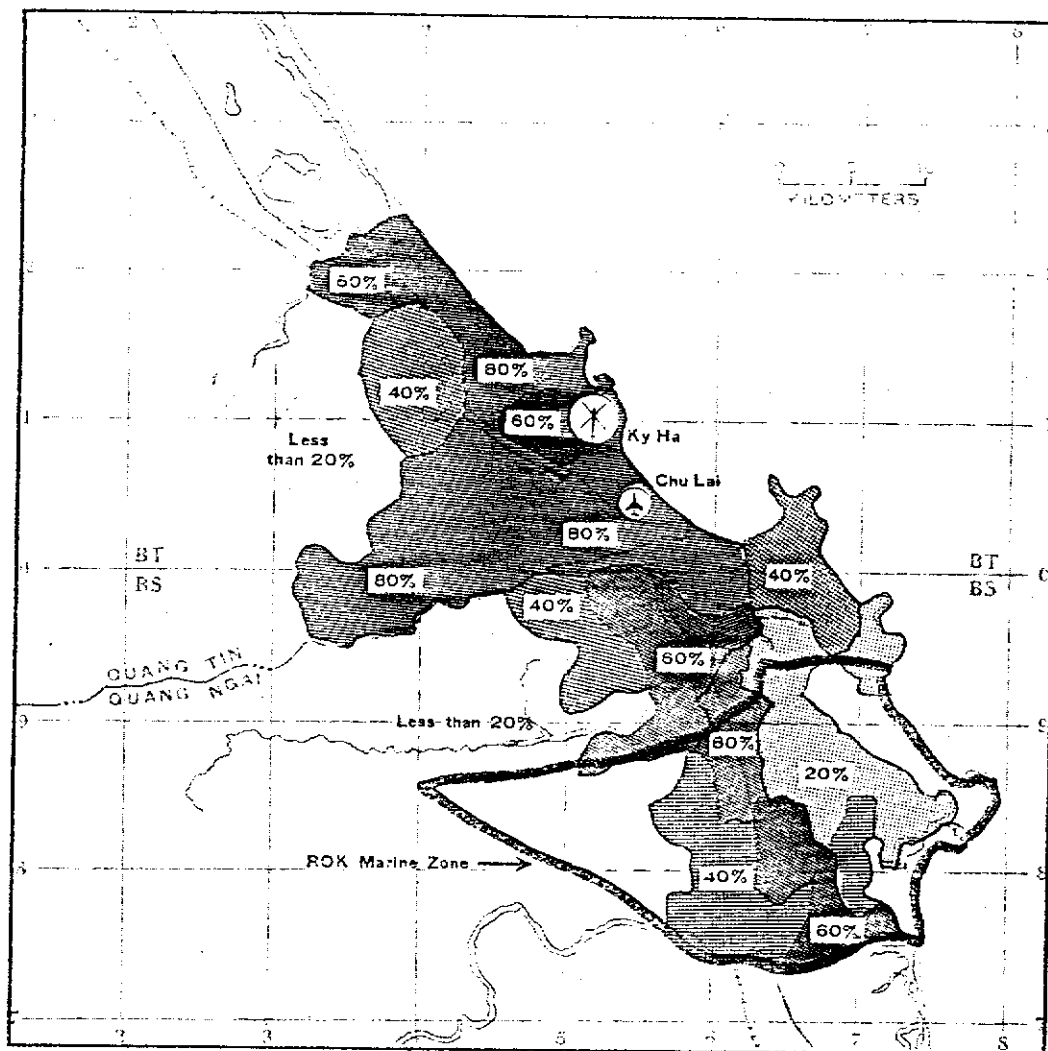 KILOMETERS
60%
80%
40%
60%
Ky Ha
Less
than 20%
Chu Lai
80%
BT
BS
80%
40%
40%
BT
BS
60%
QUANG TIN
QUANG NGAI
Less than 20%
80%
20%
ROK Marine Zone
40%
60%